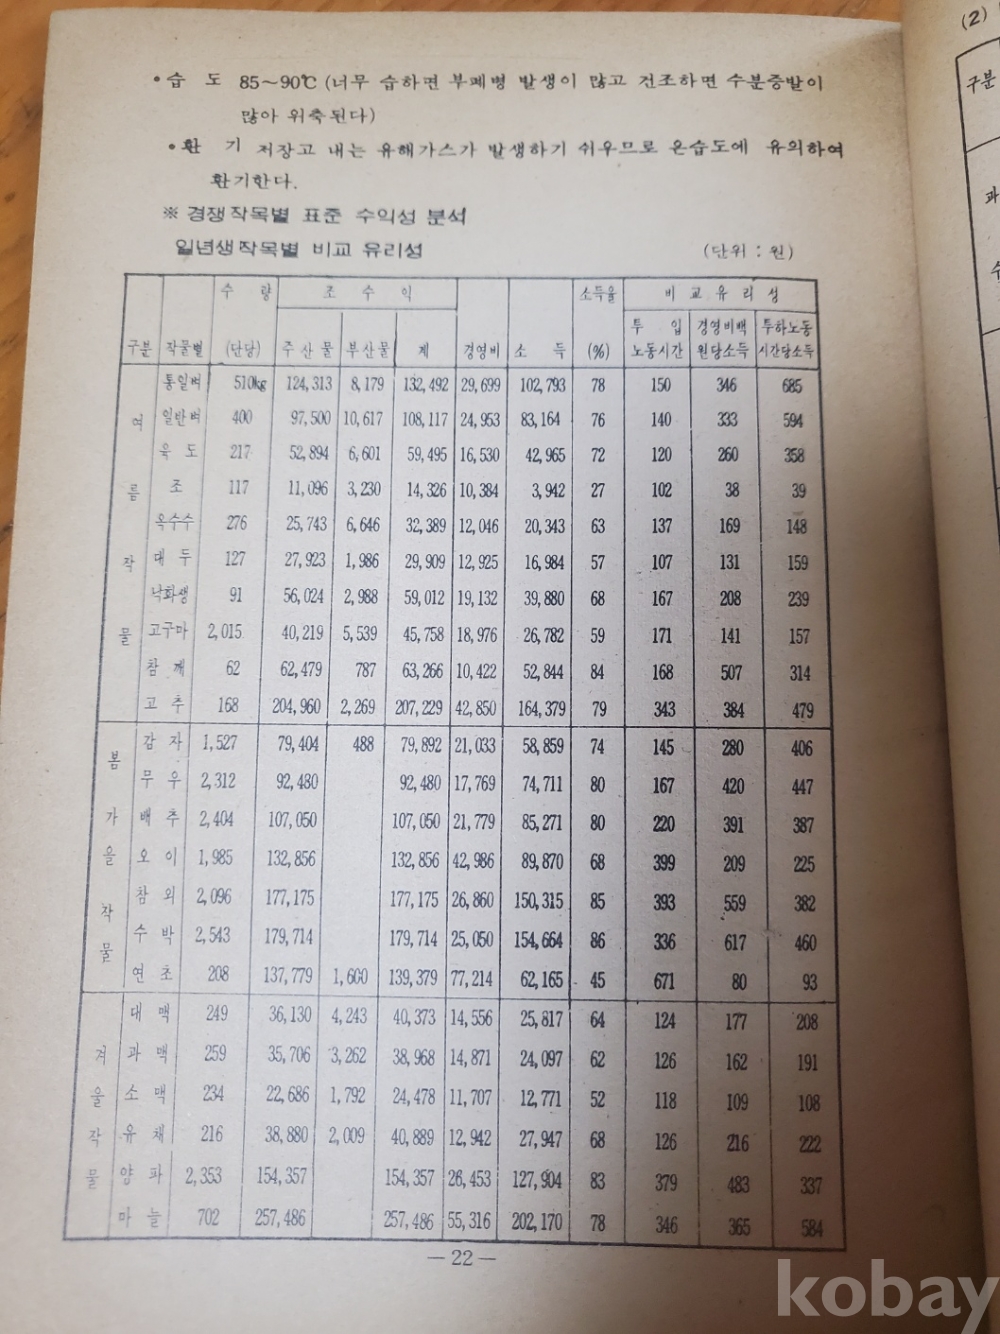 • 습 도 85~90℃ (너무 습하면 부패병 발생이 많고 건조하면 수분증발이
많아 위축된다)
• 환 기 저장고 내는 유해가스가 발생하기 쉬우므로 온습도에 유의하여
환기한다.
※ 경쟁작목별 표준 수익성 분석
일년생작목별 비교 유리성 (단위 : 원)
구분 작물별 수 량 (단당) 조 수 익 주산물 부산물 계 경영비 소 득 소득율 (%) 비 교 유 리 성 투 입 노동시간 경영비백원당소득 투하노동시간당소득
여름작물
통일벼 510kg 124,313 8,179 132,492 29,699 102,793 78 150 346 685
일반벼 400 97,500 10,617 108,117 24,953 83,164 76 140 333 594
육 도 217 52,894 6,601 59,495 16,530 42,965 72 120 260 358
조 117 11,096 3,230 14,326 10,384 3,942 27 102 38 39
옥수수 276 25,743 6,646 32,389 12,046 20,343 63 137 169 148
대 두 127 27,923 1,986 29,909 12,925 16,984 57 107 131 159
낙화생 91 56,024 2,988 59,012 19,132 39,880 68 167 208 239
고구마 2,015 40,219 5,539 45,758 18,976 26,782 59 171 141 157
참 깨 62 62,479 787 63,266 10,422 52,844 84 168 507 314
고 추 168 204,960 2,269 207,229 42,850 164,379 79 343 384 479
봄가을작물
감 자 1,527 79,404 488 79,892 21,033 58,859 74 145 280 406
무 우 2,312 92,480 92,480 17,769 74,711 80 167 420 447
배 추 2,404 107,050 107,050 21,779 85,271 80 220 391 387
오 이 1,985 132,856 132,856 42,986 89,870 68 399 209 225
참 외 2,096 177,175 177,175 26,860 150,315 85 393 559 382
수 박 2,543 179,714 179,714 25,050 154,664 86 336 617 460
연 초 208 137,779 1,600 139,379 77,214 62,165 45 671 80 93
겨울작물
대 맥 249 36,130 4,243 40,373 14,556 25,817 64 124 177 208
과 맥 259 35,706 3,262 38,968 14,871 24,097 62 126 162 191
소 맥 234 22,686 1,792 24,478 11,707 12,771 52 118 109 108
유 채 216 38,880 2,009 40,889 12,942 27,947 68 126 216 222
양 파 2,353 154,357 154,357 26,453 127,904 83 379 483 337
마 늘 702 257,486 257,486 55,316 202,170 78 346 365 584
— 22 —
(2)
구분
과
kobay